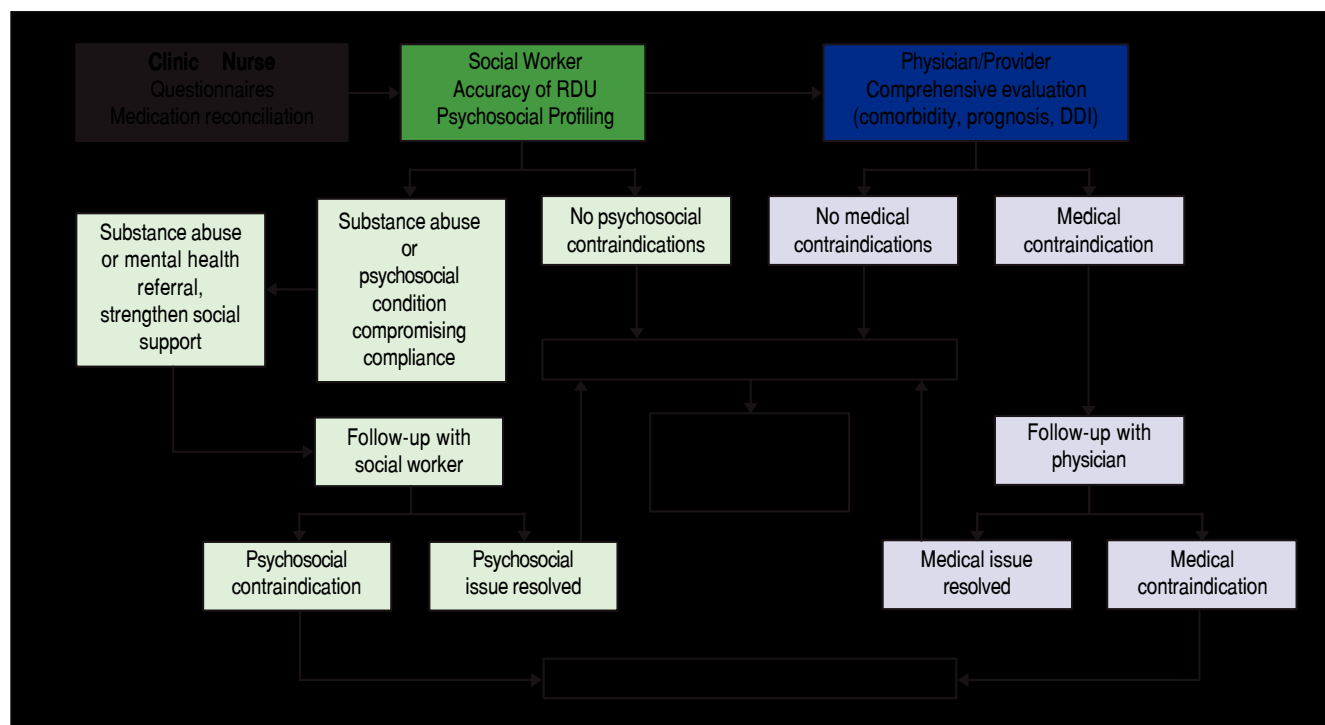 Clinic Nurse
Questionnaires
Medication reconciliation
Social Worker
Accuracy of RDU
Psychosocial Profiling
Physician/Provider
Comprehensive evaluation
(comorbidity, prognosis, DDI)
Substance abuse
or mental health
referral,
strengthen social
support
Substance abuse
or
psychosocial
condition
compromising
compliance
No psychosocial
contraindications
No medical
contraindications
Medical
contraindication
Follow-up with
social worker
Follow-up with
physician
Psychosocial
contraindication
Psychosocial
issue resolved
Medical issue
resolved
Medical
contraindication